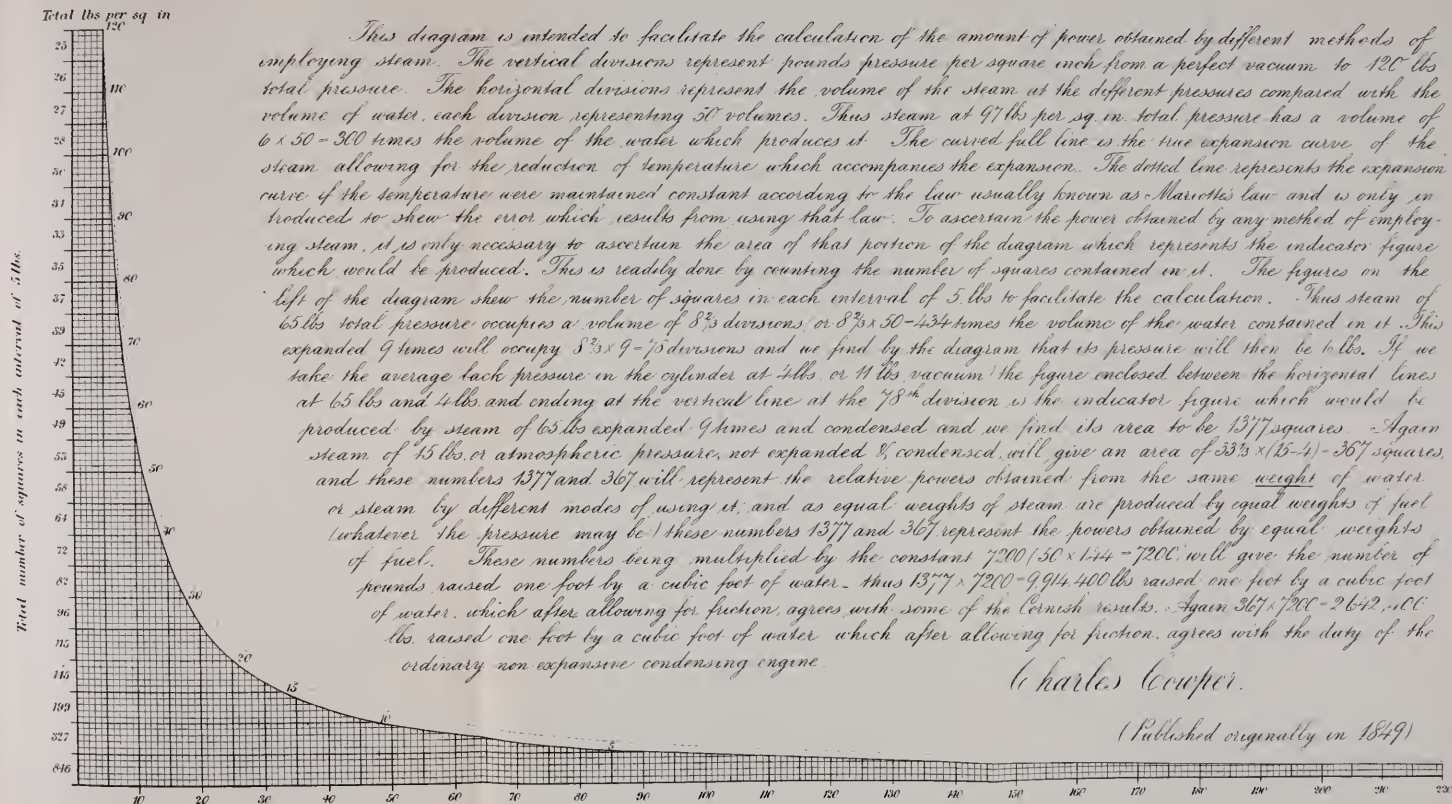 Total lbs per sq in
120
This diagram is intended to facilitate the calculation of the amount of power obtained by different methods of
employing steam. The vertical divisions represent pounds pressure per square inch from a perfect vacuum to 120 lbs
total pressure. The horizontal divisions represent the volume of the steam at the different pressures compared with the
volume of water, each division representing 50 volumes. Thus steam at 97 lbs per sq. in. total pressure has a volume of
6 x 50 = 300 times the volume of the water which produces it. The curved full line is the true expansion curve of the
steam allowing for the reduction of temperature which accompanies the expansion. The dotted line represents the expansion
curve if the temperature were maintained constant according to the law usually known as Mariotte's law and is only in
troduced to shew the error which results from using that law. To ascertain the power obtained by any method of employ-
ing steam, it is only necessary to ascertain the area of that portion of the diagram which represents the indicator figure
which would be produced. This is readily done by counting the number of squares contained in it. The figures on the
left of the diagram shew the number of squares in each interval of 5 lbs to facilitate the calculation. Thus steam of
65 lbs total pressure occupies a volume of 8 2/3 divisions, or 8 2/3 x 50 = 434 times the volume of the water contained in it. This
expanded 9 times will occupy 8 2/3 x 9 = 78 divisions and we find by the diagram that its pressure will then be 6 lbs. If we
take the average back pressure in the cylinder at 4 lbs. or 11 lbs vacuum the figure enclosed between the horizontal lines
at 65 lbs and 4 lbs. and ending at the vertical line at the 78th division is the indicator figure which would be
produced by steam of 65 lbs expanded 9 times and condensed and we find its area to be 1377 squares. Again
steam of 15 lbs. or atmospheric pressure, not expanded & condensed, will give an area of 33⅓ x (15-4) = 367 squares,
and these numbers 1377 and 367 will represent the relative powers obtained from the same weight of water
or steam by different modes of using it; and as equal weights of steam are produced by equal weights of fuel
(whatever the pressure may be) these numbers 1377 and 367 represent the powers obtained by equal weights
of fuel. These numbers being multiplied by the constant 7200 (50 x 144 = 7200) will give the number of
pounds raised one foot by a cubic foot of water - thus 1377 x 7200 = 9,914,400 lbs raised one foot by a cubic foot
of water, which after allowing for friction, agrees with some of the Cornish results. Again 367 x 7200 = 2642,400
lbs. raised one foot by a cubic foot of water which after allowing for friction, agrees with the duty of the
ordinary non expansive condensing engine.
Charles Cowper.
(Published originally in 1849)
Total number of squares in each interval of 5 lbs.
25
26
27
28
30
31
33
35
37
39
42
45
49
53
58
64
72
82
96
115
145
199
327
846
110
100
90
80
70
60
50
40
30
20
15
10
5
10 20 30 40 50 60 70 80 90 100 110 120 130 140 150 160 170 180 190 200 210 220